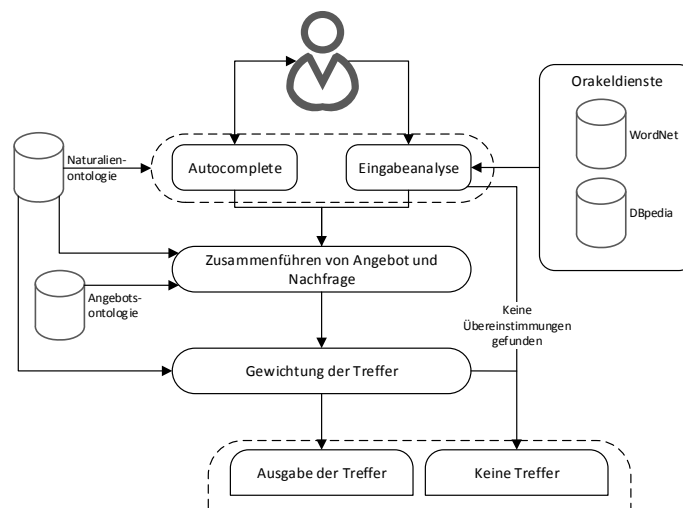 Orakeldienste
WordNet
DBpedia
Naturalien-
ontologie
Autocomplete
Eingabeanalyse
Zusammenführen von Angebot und
Nachfrage
Angebots-
ontologie
Keine
Übereinstimmungen
gefunden
Gewichtung der Treffer
Ausgabe der Treffer
Keine Treffer